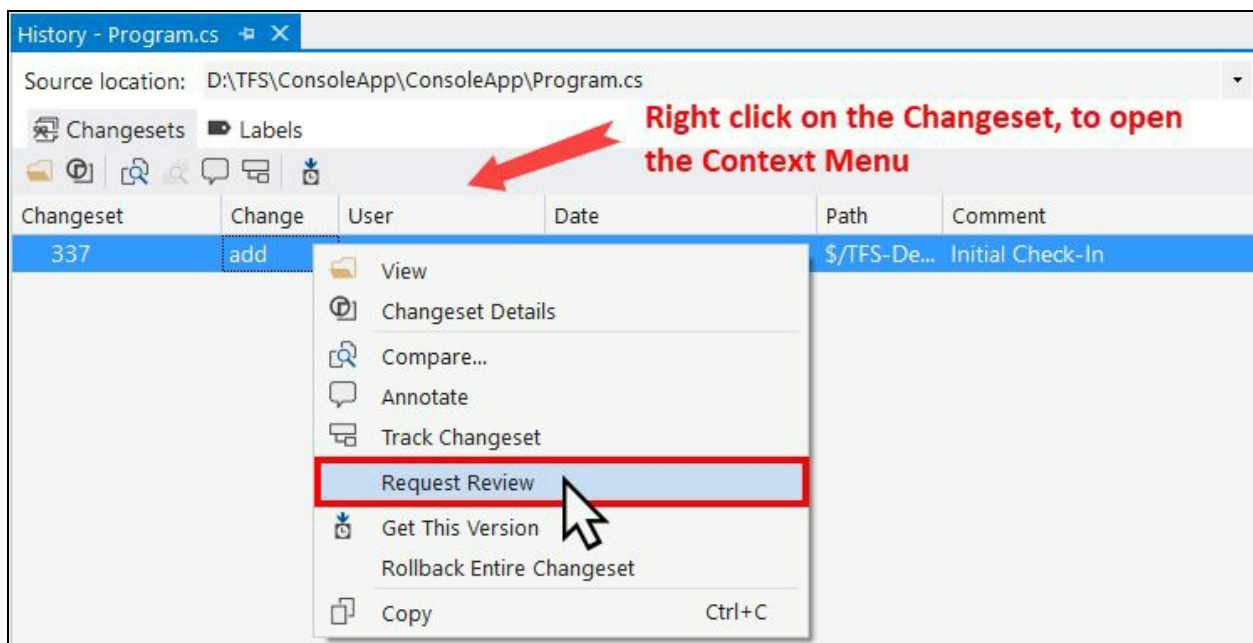 History - Program.cs
Source location: D:\TFS\ConsoleApp\ConsoleApp\Program.cs
Right click on the Changeset, to open
the Context Menu
Changesets Labels
Changeset Change User Date Path Comment
337 add $/TFS-De... Initial Check-In
View
Changeset Details
Compare...
Annotate
Track Changeset
Request Review
Get This Version
Rollback Entire Changeset
Copy Ctrl+C